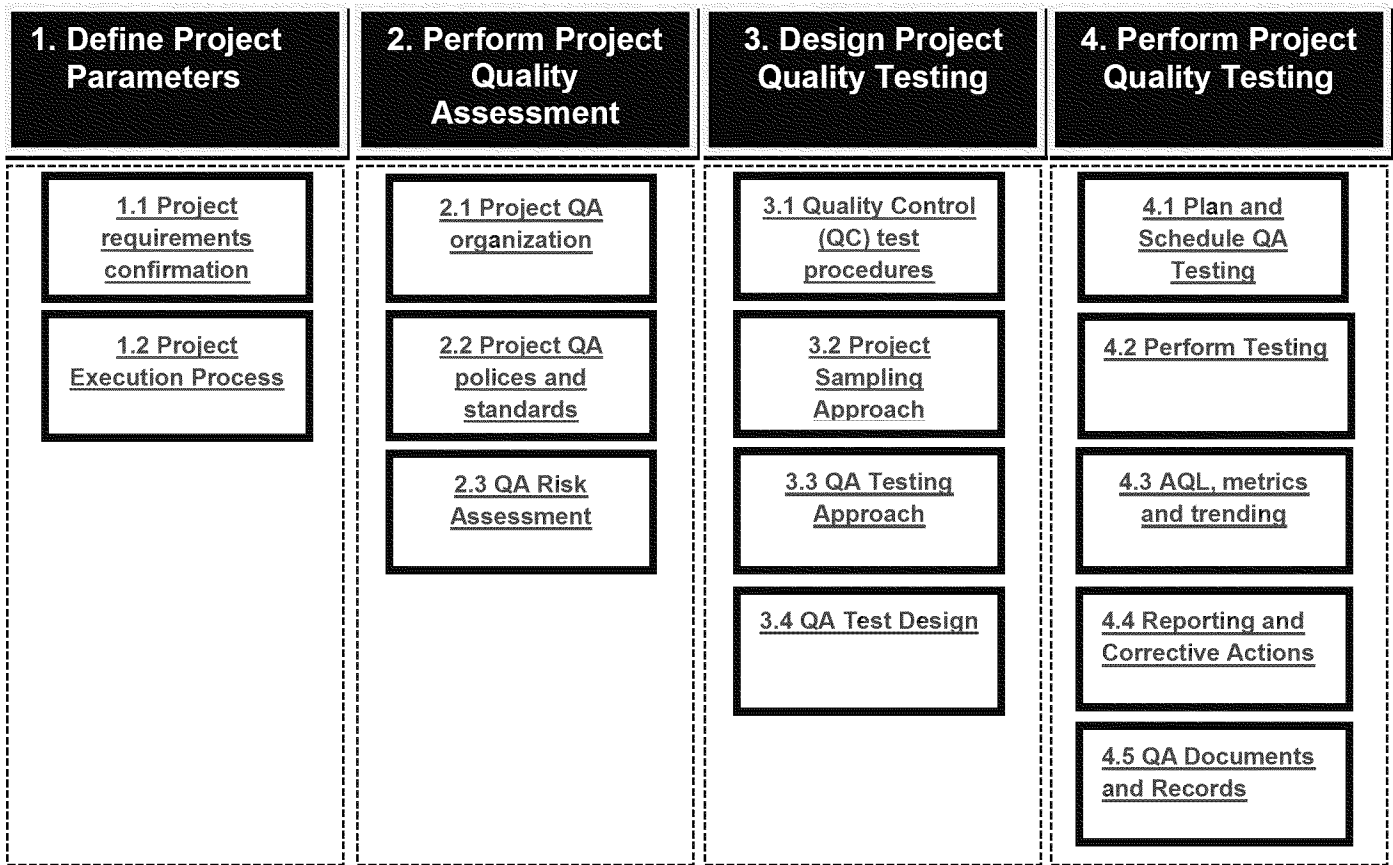 1. Define Project
Parameters
2. Perform Project
Quality
Assessment
3. Design Project
Quality Testing
4. Perform Project
Quality Testing
1.1 Project
requirements
confirmation
1.2 Project
Execution Process
2.1 Project QA
organization
2.2 Project QA
polices and
standards
2.3 QA Risk
Assessment
3.1 Quality Control
(QC) test
procedures
3.2 Project
Sampling
Approach
3.3 QA Testing
Approach
3.4 QA Test Design
4.1 Plan and
Schedule QA
Testing
4.2 Perform Testing
4.3 AQL, metrics
and trending
4.4 Reporting and
Corrective Actions
4.5 QA Documents
and Records